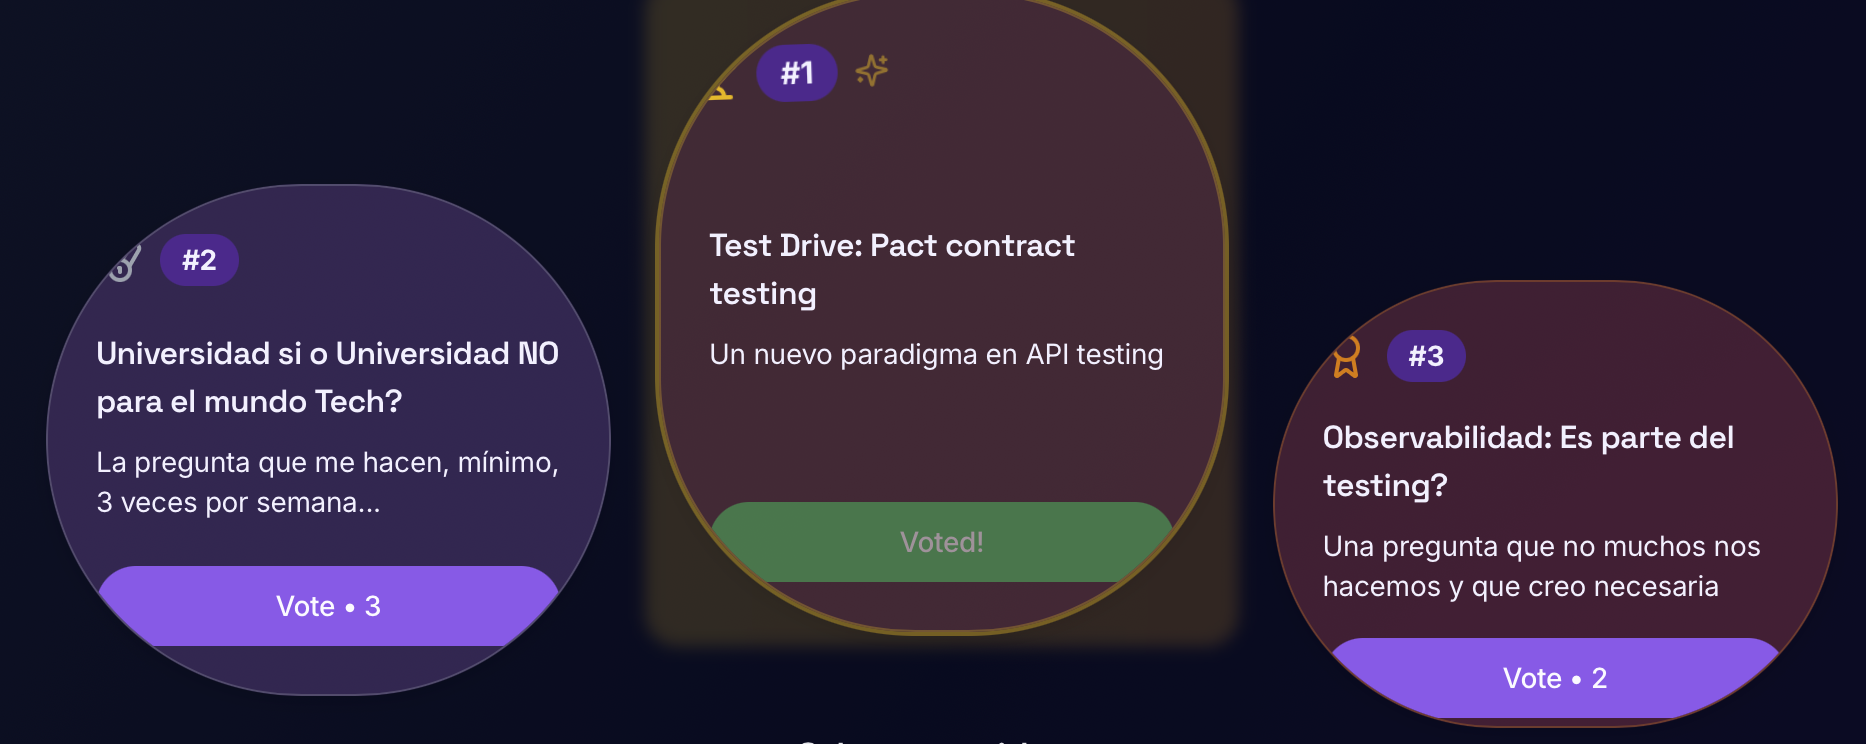 #2
Universidad si o Universidad NO
para el mundo Tech?
La pregunta que me hacen, mínimo,
3 veces por semana...
Vote • 3
#1
Test Drive: Pact contract
testing
Un nuevo paradigma en API testing
Voted!
#3
Observabilidad: Es parte del
testing?
Una pregunta que no muchos nos
hacemos y que creo necesaria
Vote • 2